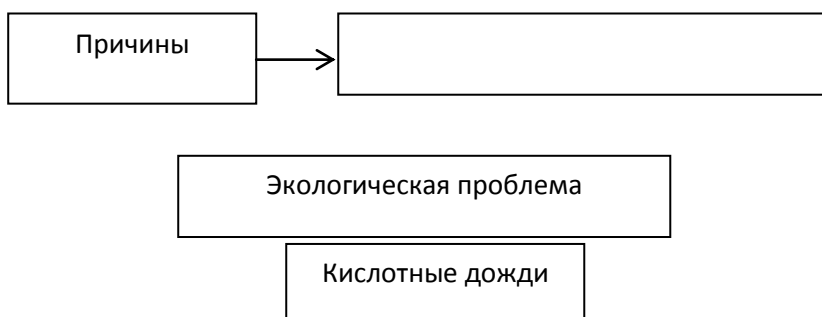 Причины
Экологическая проблема
Кислотные дожди